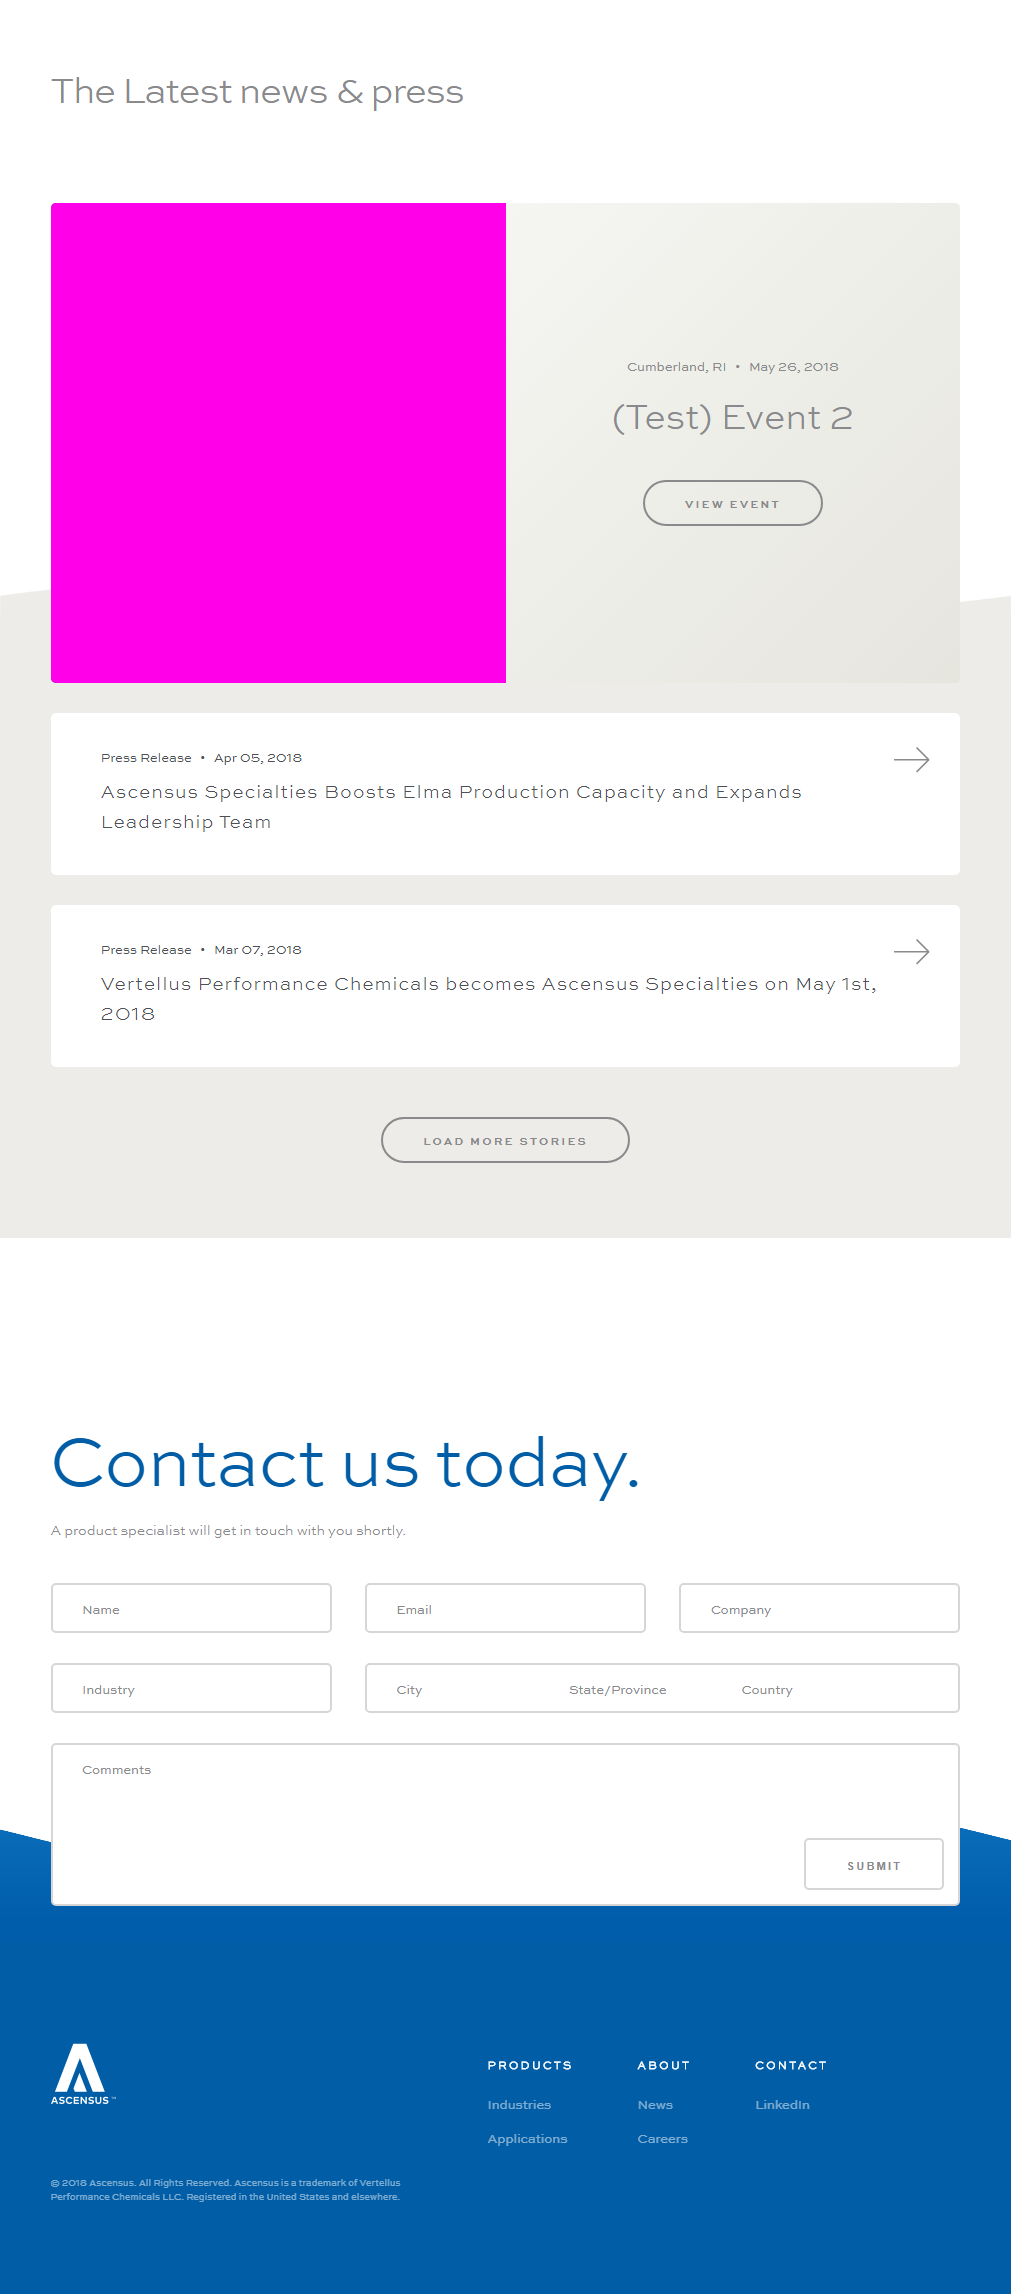 The Latest news & press
Cumberland, RI • May 26, 2018
(Test) Event 2
VIEW EVENT
Press Release • Apr 05, 2018
Ascensus Specialties Boosts Elma Production Capacity and Expands
Leadership Team
Press Release • Mar 07, 2018
Vertellus Performance Chemicals becomes Ascensus Specialties on May 1st,
2018
LOAD MORE STORIES
Contact us today.
A product specialist will get in touch with you shortly.
Name
Email
Company
Industry
City
State/Province
Country
Comments
SUBMIT
ASCENSUS™
PRODUCTS
Industries
Applications
ABOUT
News
Careers
CONTACT
LinkedIn
© 2018 Ascensus. All Rights Reserved. Ascensus is a trademark of Vertellus
Performance Chemicals LLC. Registered in the United States and elsewhere.